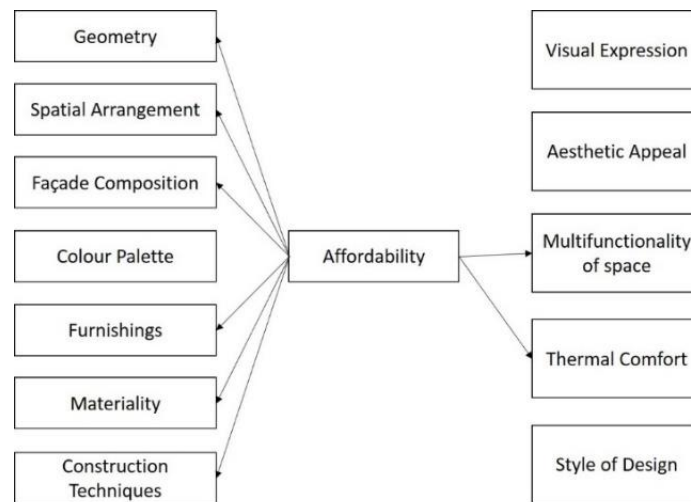 Geometry
Spatial Arrangement
Façade Composition
Colour Palette
Furnishings
Materiality
Construction
Techniques
Affordability
Visual Expression
Aesthetic Appeal
Multifunctionality
of space
Thermal Comfort
Style of Design